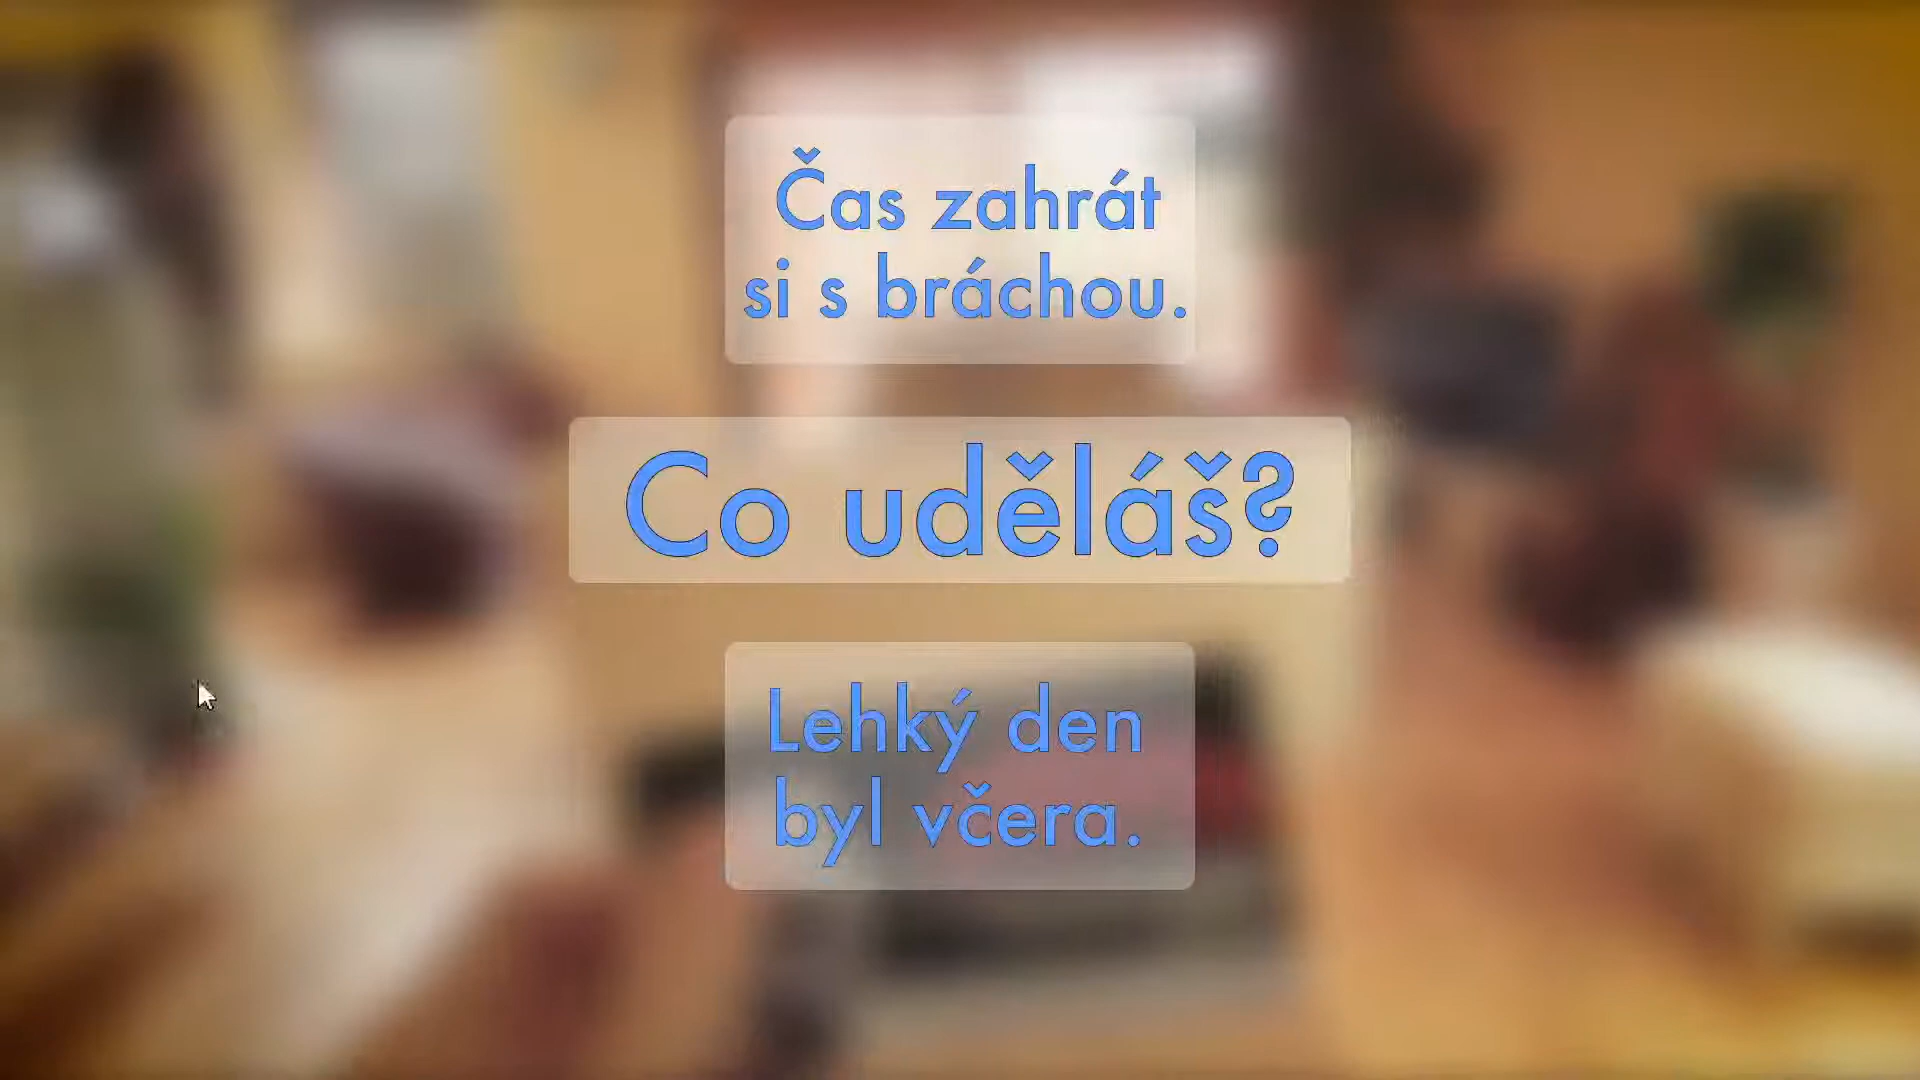 Čas zahrát
si s bráchou.
Co uděláš?
Lehký den
byl včera.